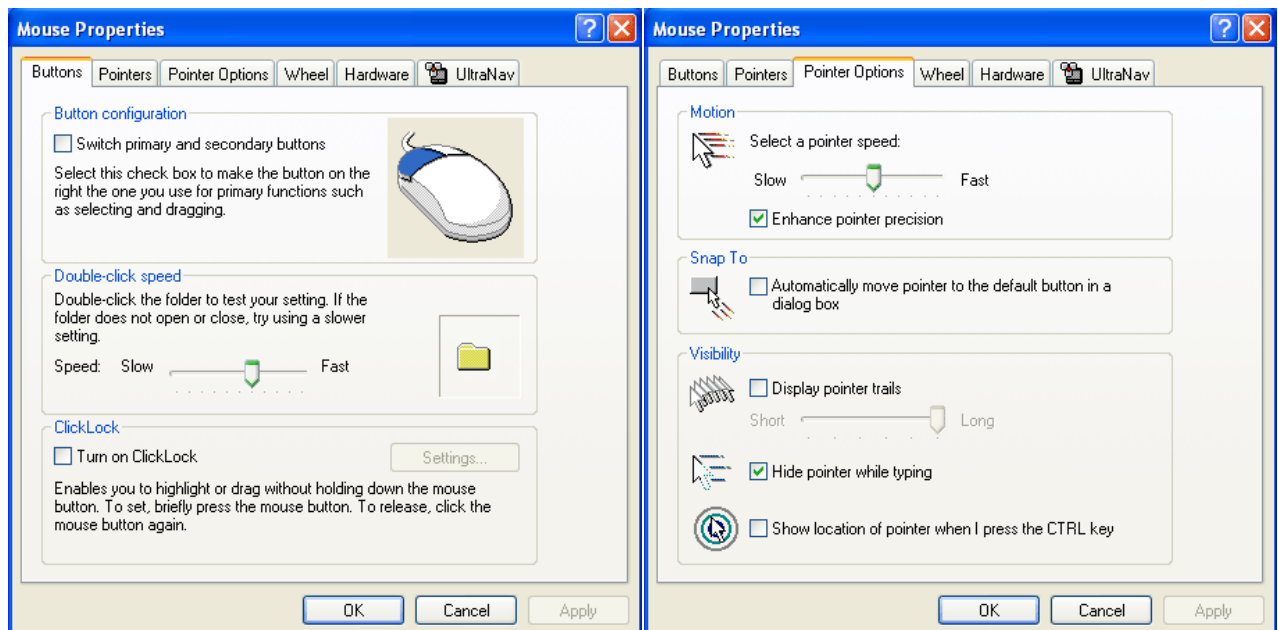 Mouse Properties
Buttons Pointers Pointer Options Wheel Hardware UltraNav
Button configuration
Switch primary and secondary buttons
Select this check box to make the button on the
right the one you use for primary functions such
as selecting and dragging.
Double-click speed
Double-click the folder to test your setting. If the
folder does not open or close, try using a slower
setting.
Speed: Slow Fast
ClickLock
Turn on ClickLock Settings...
Enables you to highlight or drag without holding down the mouse
button. To set, briefly press the mouse button. To release, click the
mouse button again.
OK Cancel Apply
Mouse Properties
Buttons Pointers Pointer Options Wheel Hardware UltraNav
Motion
Select a pointer speed:
Slow Fast
Enhance pointer precision
Snap To
Automatically move pointer to the default button in a
dialog box
Visibility
Display pointer trails
Short Long
Hide pointer while typing
Show location of pointer when I press the CTRL key
OK Cancel Apply